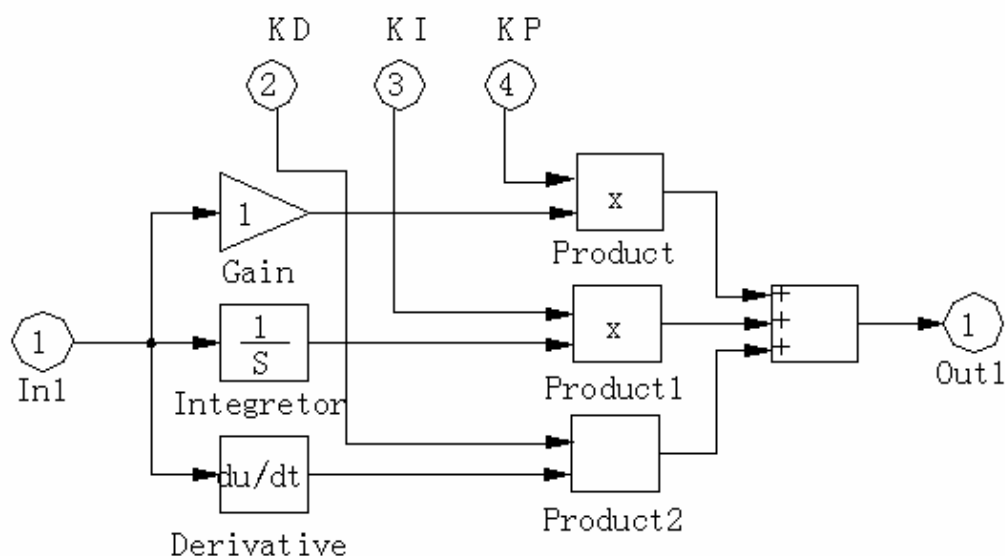 KD KI KP
2 3 4
1
x
Gain
Product
1
1
S
x
+
+
+
1
In1
Integretor
Product1
Out1
du/dt
Derivative
Product2